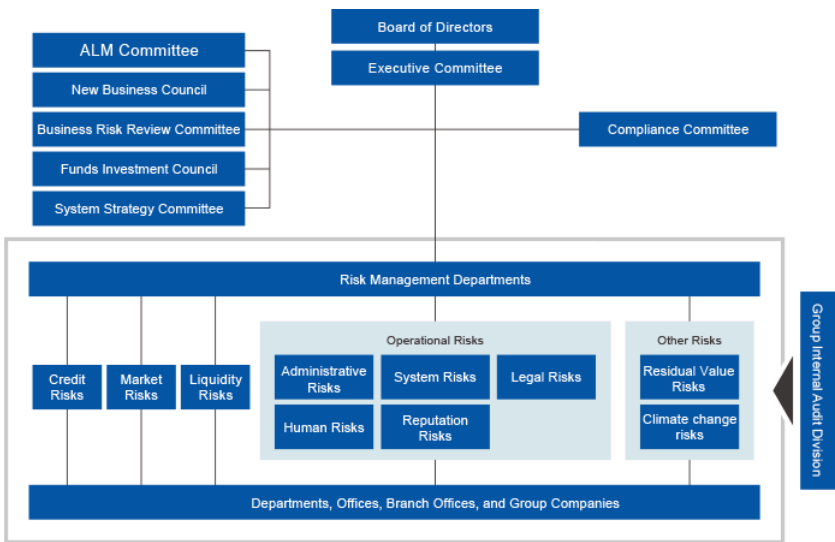 Board of Directors
Executive Committee
ALM Committee
New Business Council
Business Risk Review Committee
Funds Investment Council
System Strategy Committee
Compliance Committee
Risk Management Departments
Credit
Risks
Market
Risks
Liquidity
Risks
Operational Risks
Administrative
Risks
System Risks
Legal Risks
Human Risks
Reputation
Risks
Other Risks
Residual Value
Risks
Climate change
risks
Departments, Offices, Branch Offices, and Group Companies
Group Internal Audit Division